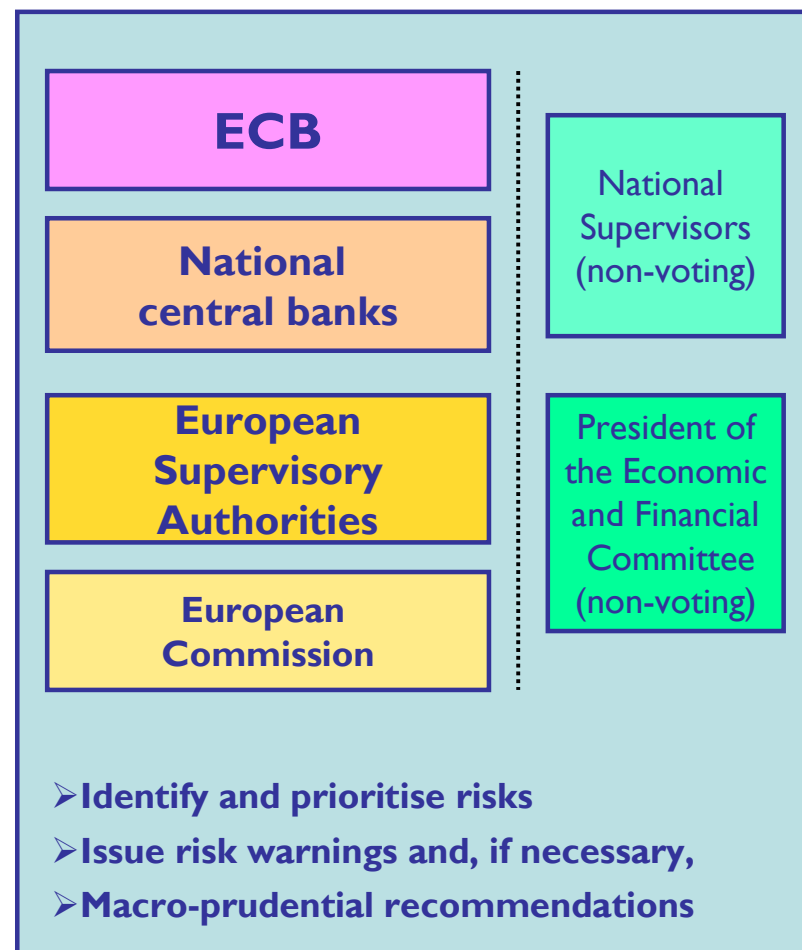 ECB
National
central banks
European
Supervisory
Authorities
European
Commission
National
Supervisors
(non-voting)
President of
the Economic
and Financial
Committee
(non-voting)
➢Identify and prioritise risks
➢Issue risk warnings and, if necessary,
➢Macro-prudential recommendations